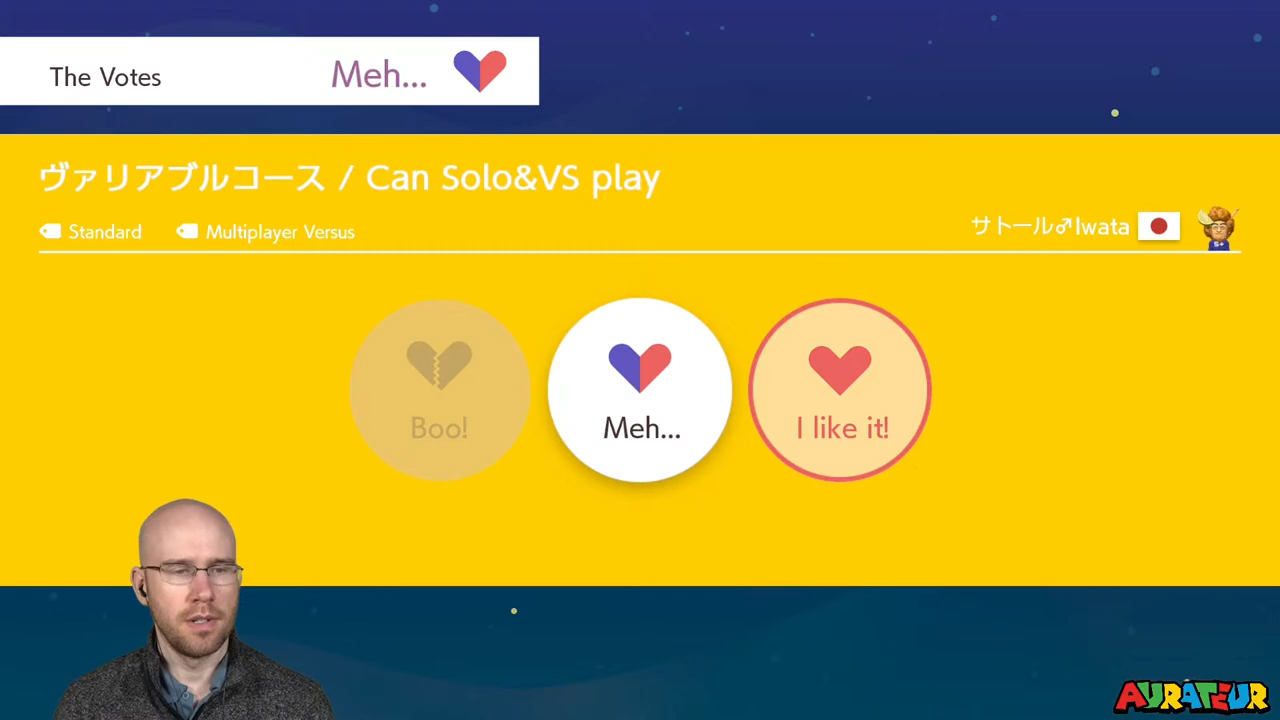 The Votes Meh...
ヴァリアブルコース / Can Solo&VS play
Standard Multiplayer Versus
サトール♂Iwata
S+
Boo! Meh... I like it!
AURATEUR